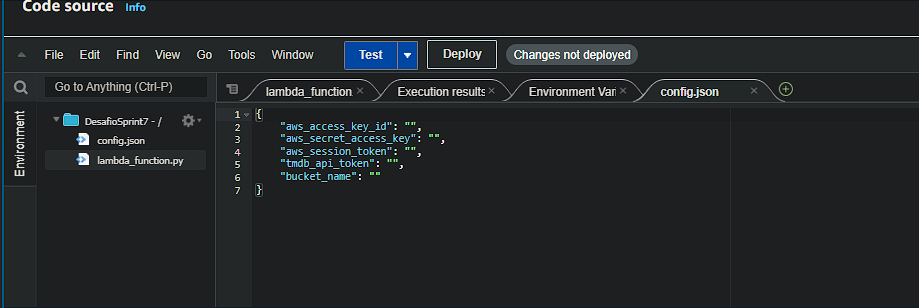 Code source Info
File Edit Find View Go Tools Window Test Deploy Changes not deployed
Go to Anything (Ctrl-P) lambda_function Execution results Environment Var config.json
Environment
DesafioSprint7 - /
config.json
lambda_function.py
1 {
2 "aws_access_key_id": "",
3 "aws_secret_access_key": "",
4 "aws_session_token": "",
5 "tmdb_api_token": "",
6 "bucket_name": ""
7 }